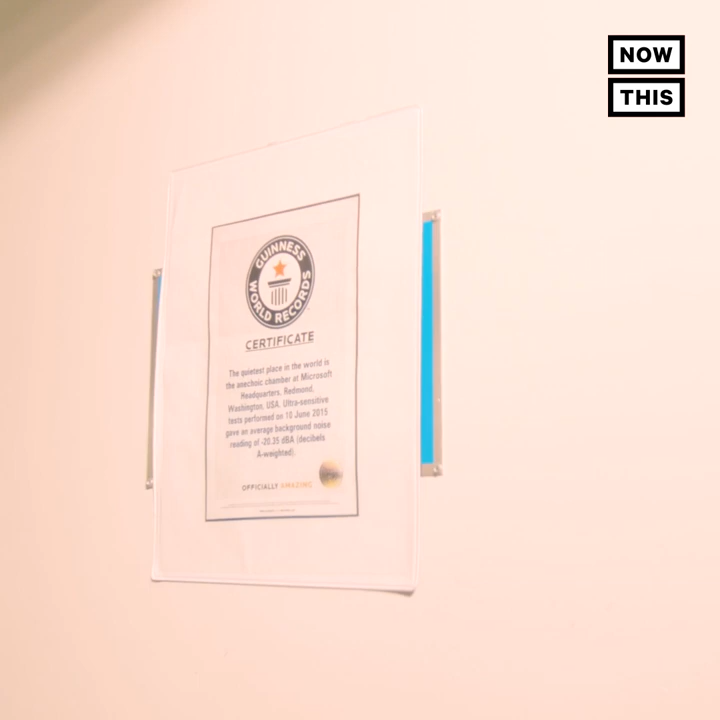 NOW
THIS
GUINNESS
WORLD RECORDS
CERTIFICATE
The quietest place in the world is
the anechoic chamber at Microsoft
Headquarters, Redmond,
Washington, USA. Ultra-sensitive
tests performed on 10 June 2015
gave an average background noise
reading of -20.35 dBA (decibels
A-weighted).
OFFICIALLY AMAZING